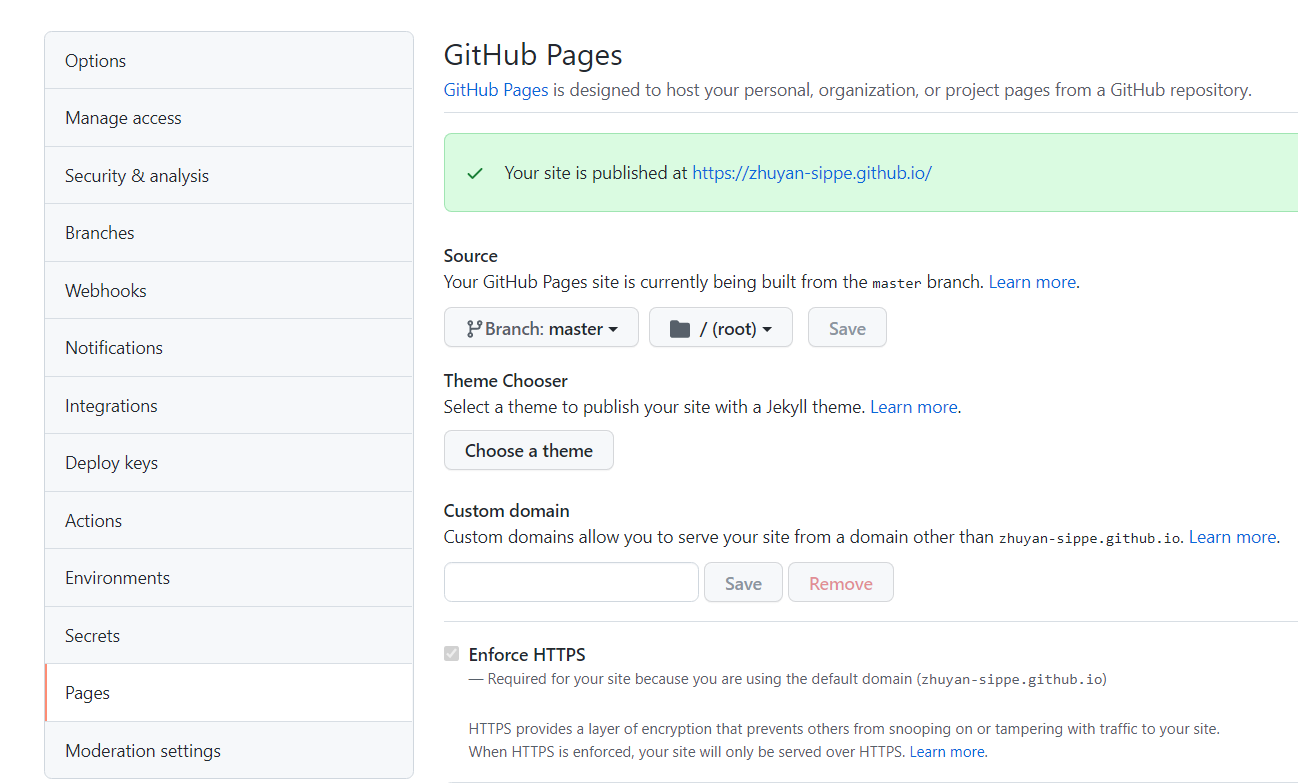 Options
Manage access
Security & analysis
Branches
Webhooks
Notifications
Integrations
Deploy keys
Actions
Environments
Secrets
Pages
Moderation settings
GitHub Pages
GitHub Pages is designed to host your personal, organization, or project pages from a GitHub repository.
Your site is published at https://zhuyan-sippe.github.io/
Source
Your GitHub Pages site is currently being built from the master branch. Learn more.
Branch: master
/ (root)
Save
Theme Chooser
Select a theme to publish your site with a Jekyll theme. Learn more.
Choose a theme
Custom domain
Custom domains allow you to serve your site from a domain other than zhuyan-sippe.github.io. Learn more.
Save
Remove
Enforce HTTPS
— Required for your site because you are using the default domain (zhuyan-sippe.github.io)
HTTPS provides a layer of encryption that prevents others from snooping on or tampering with traffic to your site.
When HTTPS is enforced, your site will only be served over HTTPS. Learn more.